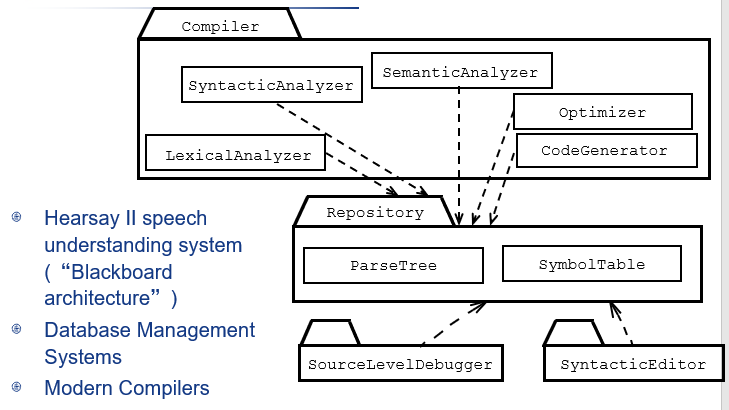 Compiler
SemanticAnalyzer
SyntacticAnalyzer
Optimizer
CodeGenerator
LexicalAnalyzer
Repository
ParseTree
SymbolTable
SourceLevelDebugger
SyntacticEditor
Hearsay II speech
understanding system
(“Blackboard
architecture”)
Database Management
Systems
Modern Compilers